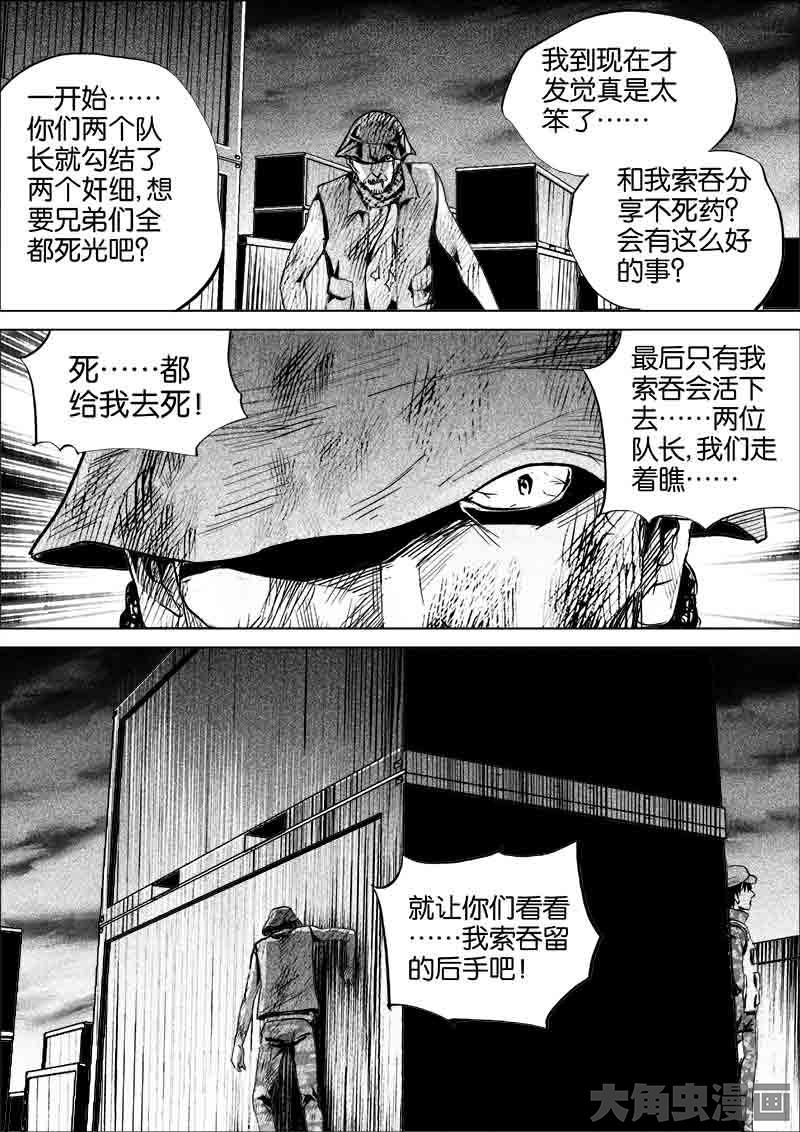 我到现在才
发觉真是太
笨了……
和我索吞分
享不死药？
会有这么好
的事？
一开始……
你们两个队
长就勾结了
两个奸细，想
要兄弟们全
都死光吧？
最后只有我
索吞会活下
去……两位
队长，我们走
着瞧……
死……都
给我去死！
就让你们看看
……我索吞留
的后手吧！
大角虫漫画